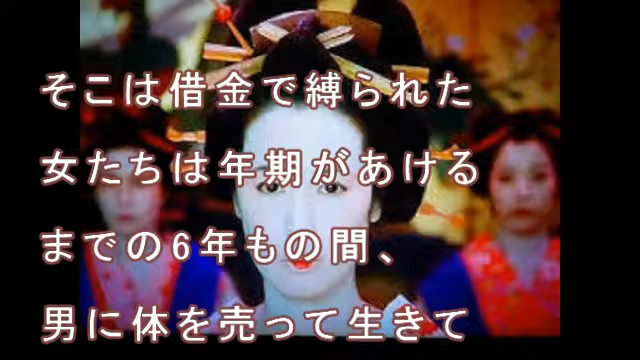 そこは借金で縛られた
女たちは年期があける
までの6年もの間、
男に体を売って生きて